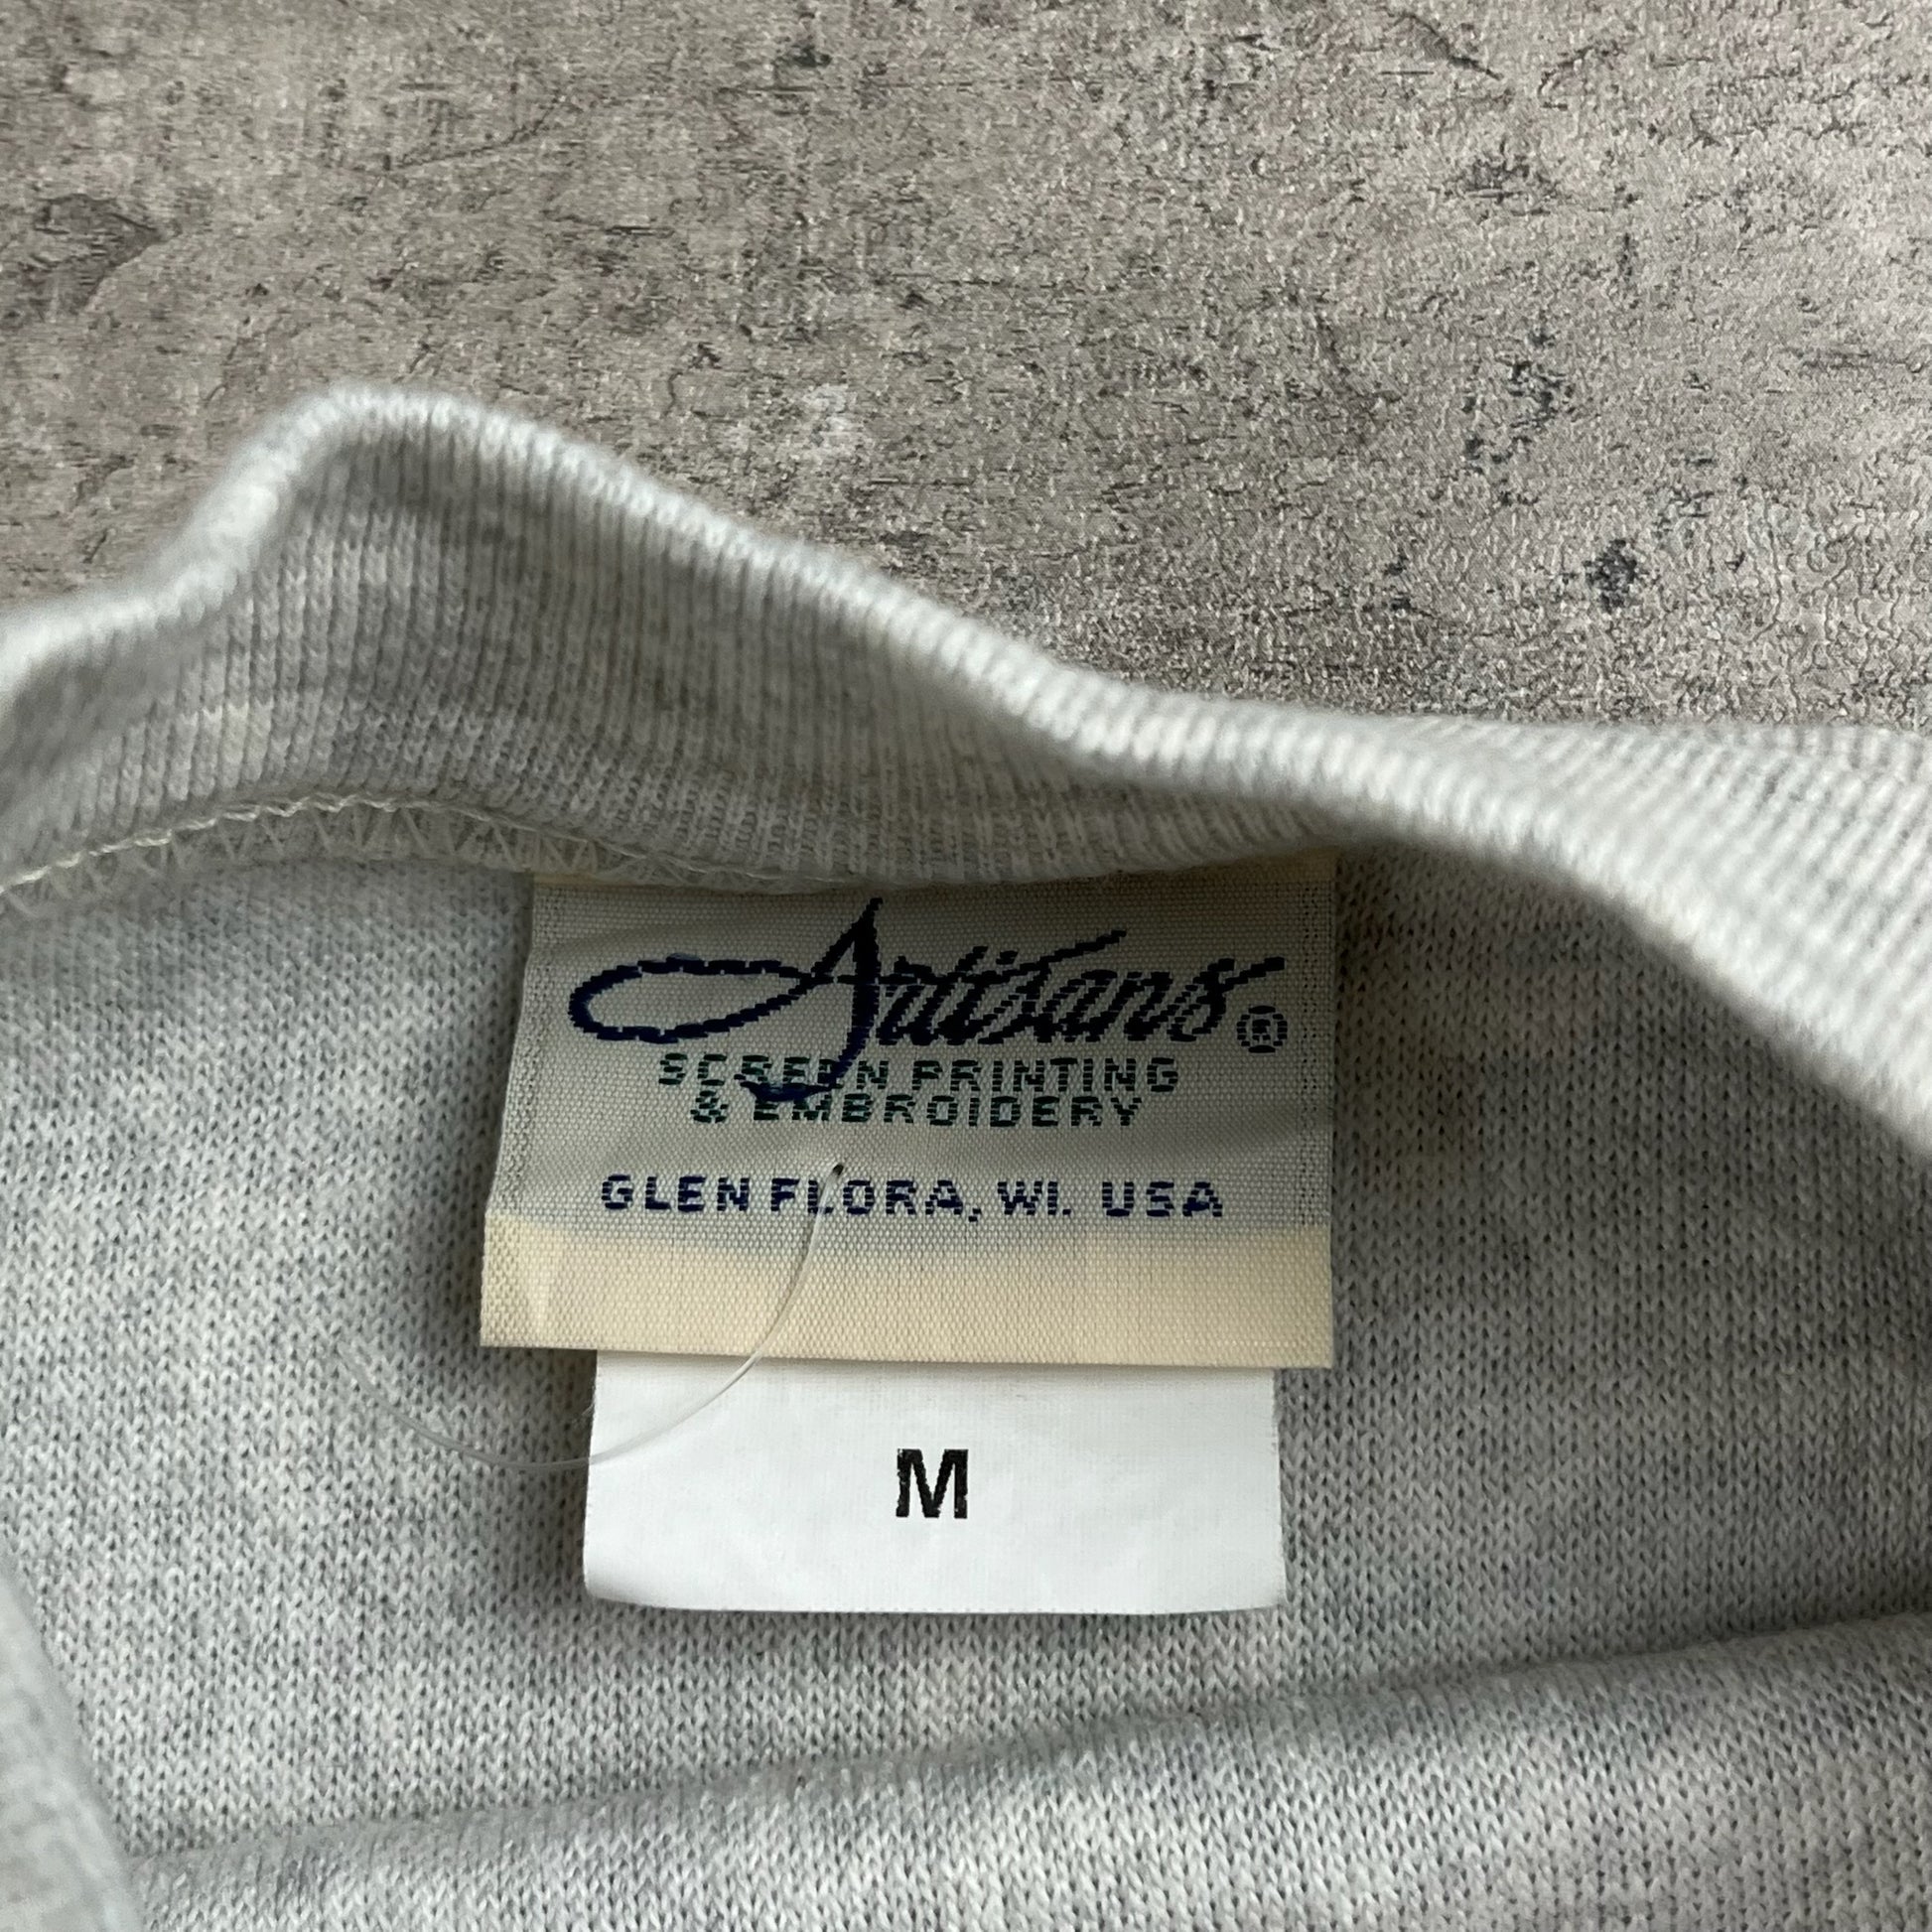 Artisans®
SCREEN PRINTING
& EMBROIDERY
GLEN FLORA, WI. USA
M